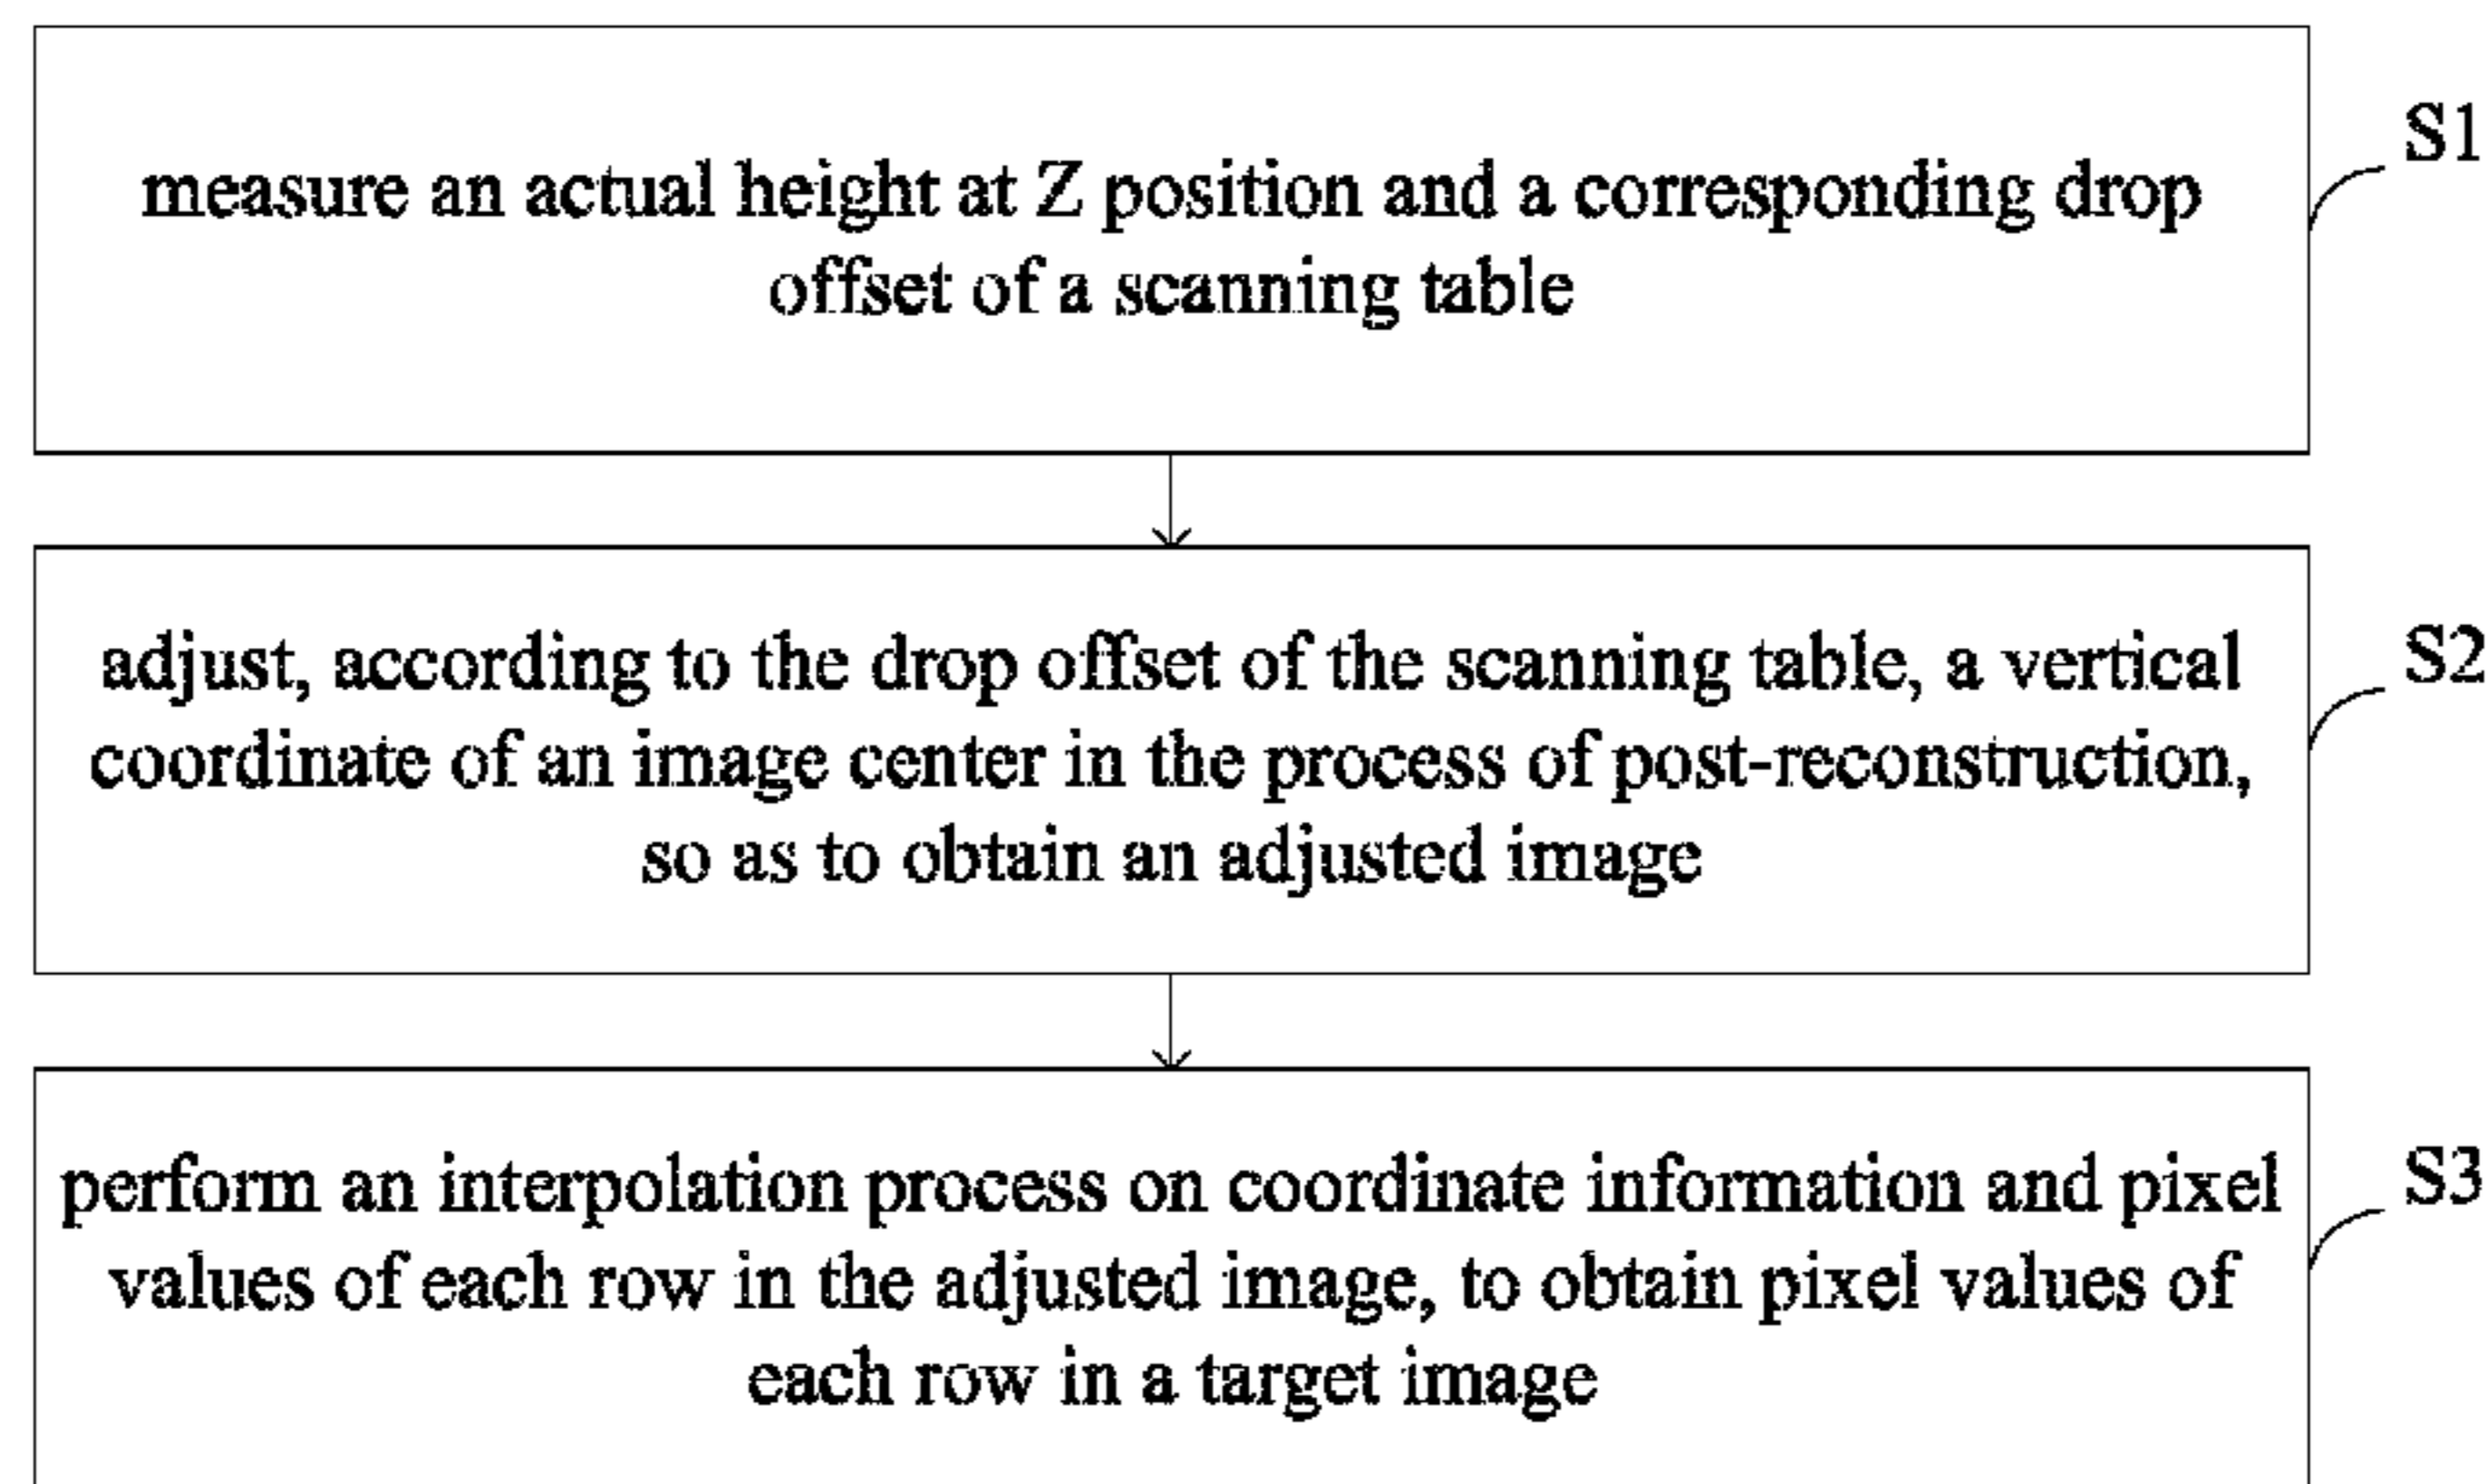 measure an actual height at Z position and a corresponding drop
offset of a scanning table
S1
adjust, according to the drop offset of the scanning table, a vertical
coordinate of an image center in the process of post-reconstruction,
so as to obtain an adjusted image
S2
perform an interpolation process on coordinate information and pixel
values of each row in the adjusted image, to obtain pixel values of
each row in a target image
S3